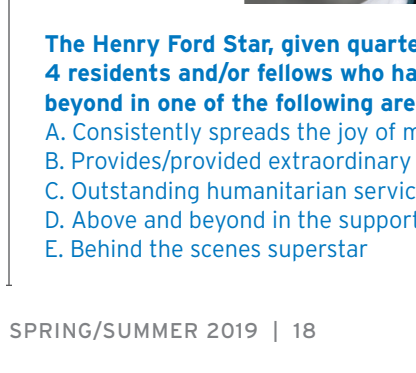 The Henry Ford Star, given quarte
4 residents and/or fellows who ha
beyond in one of the following are
A. Consistently spreads the joy of m
B. Provides/provided extraordinary
C. Outstanding humanitarian servic
D. Above and beyond in the support
E. Behind the scenes superstar
SPRING/SUMMER 2019 | 18